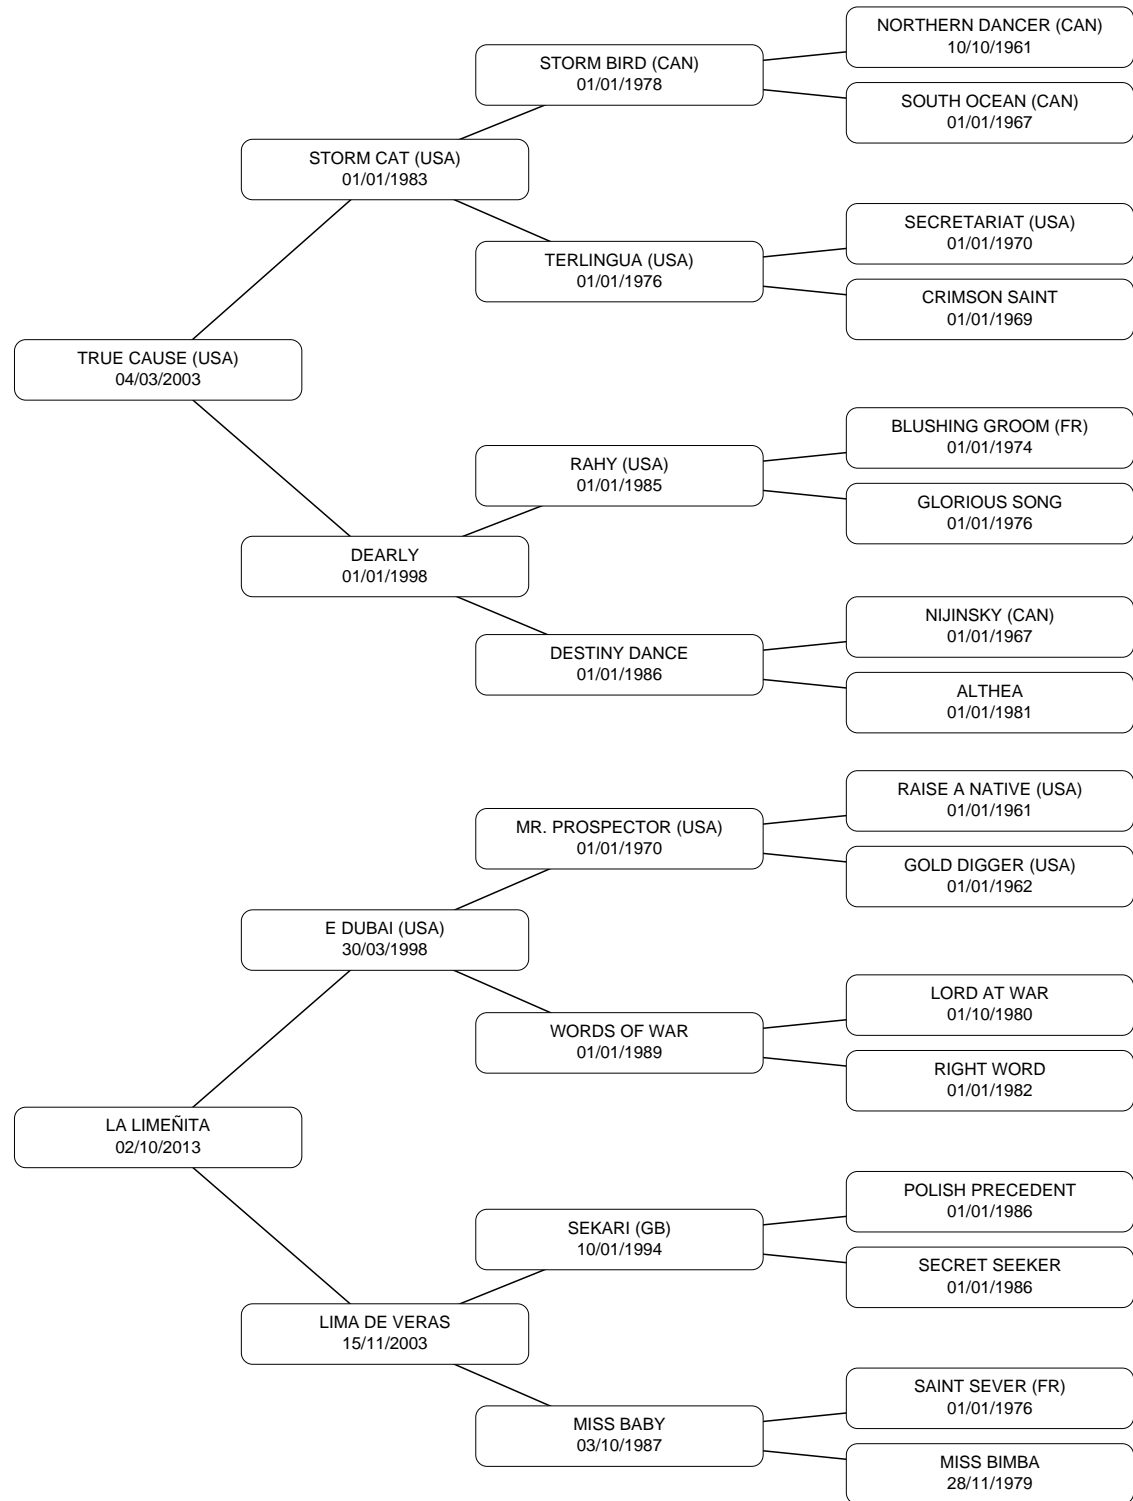 NORTHERN DANCER (CAN)
10/10/1961
STORM BIRD (CAN)
01/01/1978
SOUTH OCEAN (CAN)
01/01/1967
STORM CAT (USA)
01/01/1983
SECRETARIAT (USA)
01/01/1970
TERLINGUA (USA)
01/01/1976
CRIMSON SAINT
01/01/1969
TRUE CAUSE (USA)
04/03/2003
BLUSHING GROOM (FR)
01/01/1974
RAHY (USA)
01/01/1985
GLORIOUS SONG
01/01/1976
DEARLY
01/01/1998
NIJINSKY (CAN)
01/01/1967
DESTINY DANCE
01/01/1986
ALTHEA
01/01/1981
RAISE A NATIVE (USA)
01/01/1961
MR. PROSPECTOR (USA)
01/01/1970
GOLD DIGGER (USA)
01/01/1962
E DUBAI (USA)
30/03/1998
LORD AT WAR
01/10/1980
WORDS OF WAR
01/01/1989
RIGHT WORD
01/01/1982
LA LIMEÑITA
02/10/2013
POLISH PRECEDENT
01/01/1986
SEKARI (GB)
10/01/1994
SECRET SEEKER
01/01/1986
LIMA DE VERAS
15/11/2003
SAINT SEVER (FR)
01/01/1976
MISS BABY
03/10/1987
MISS BIMBA
28/11/1979